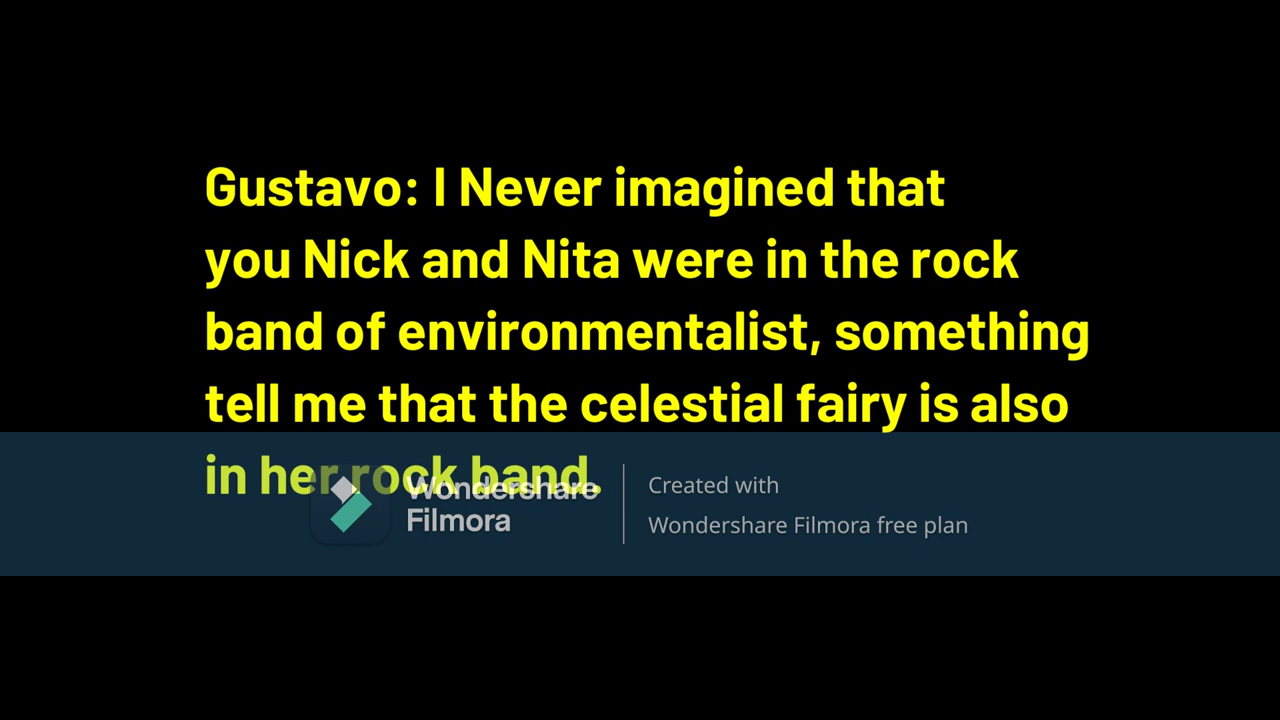 Gustavo: I Never imagined that
you Nick and Nita were in the rock
band of environmentalist, something
tell me that the celestial fairy is also
in her rock band.
Wondershare
Filmora
Created with
Wondershare Filmora free plan